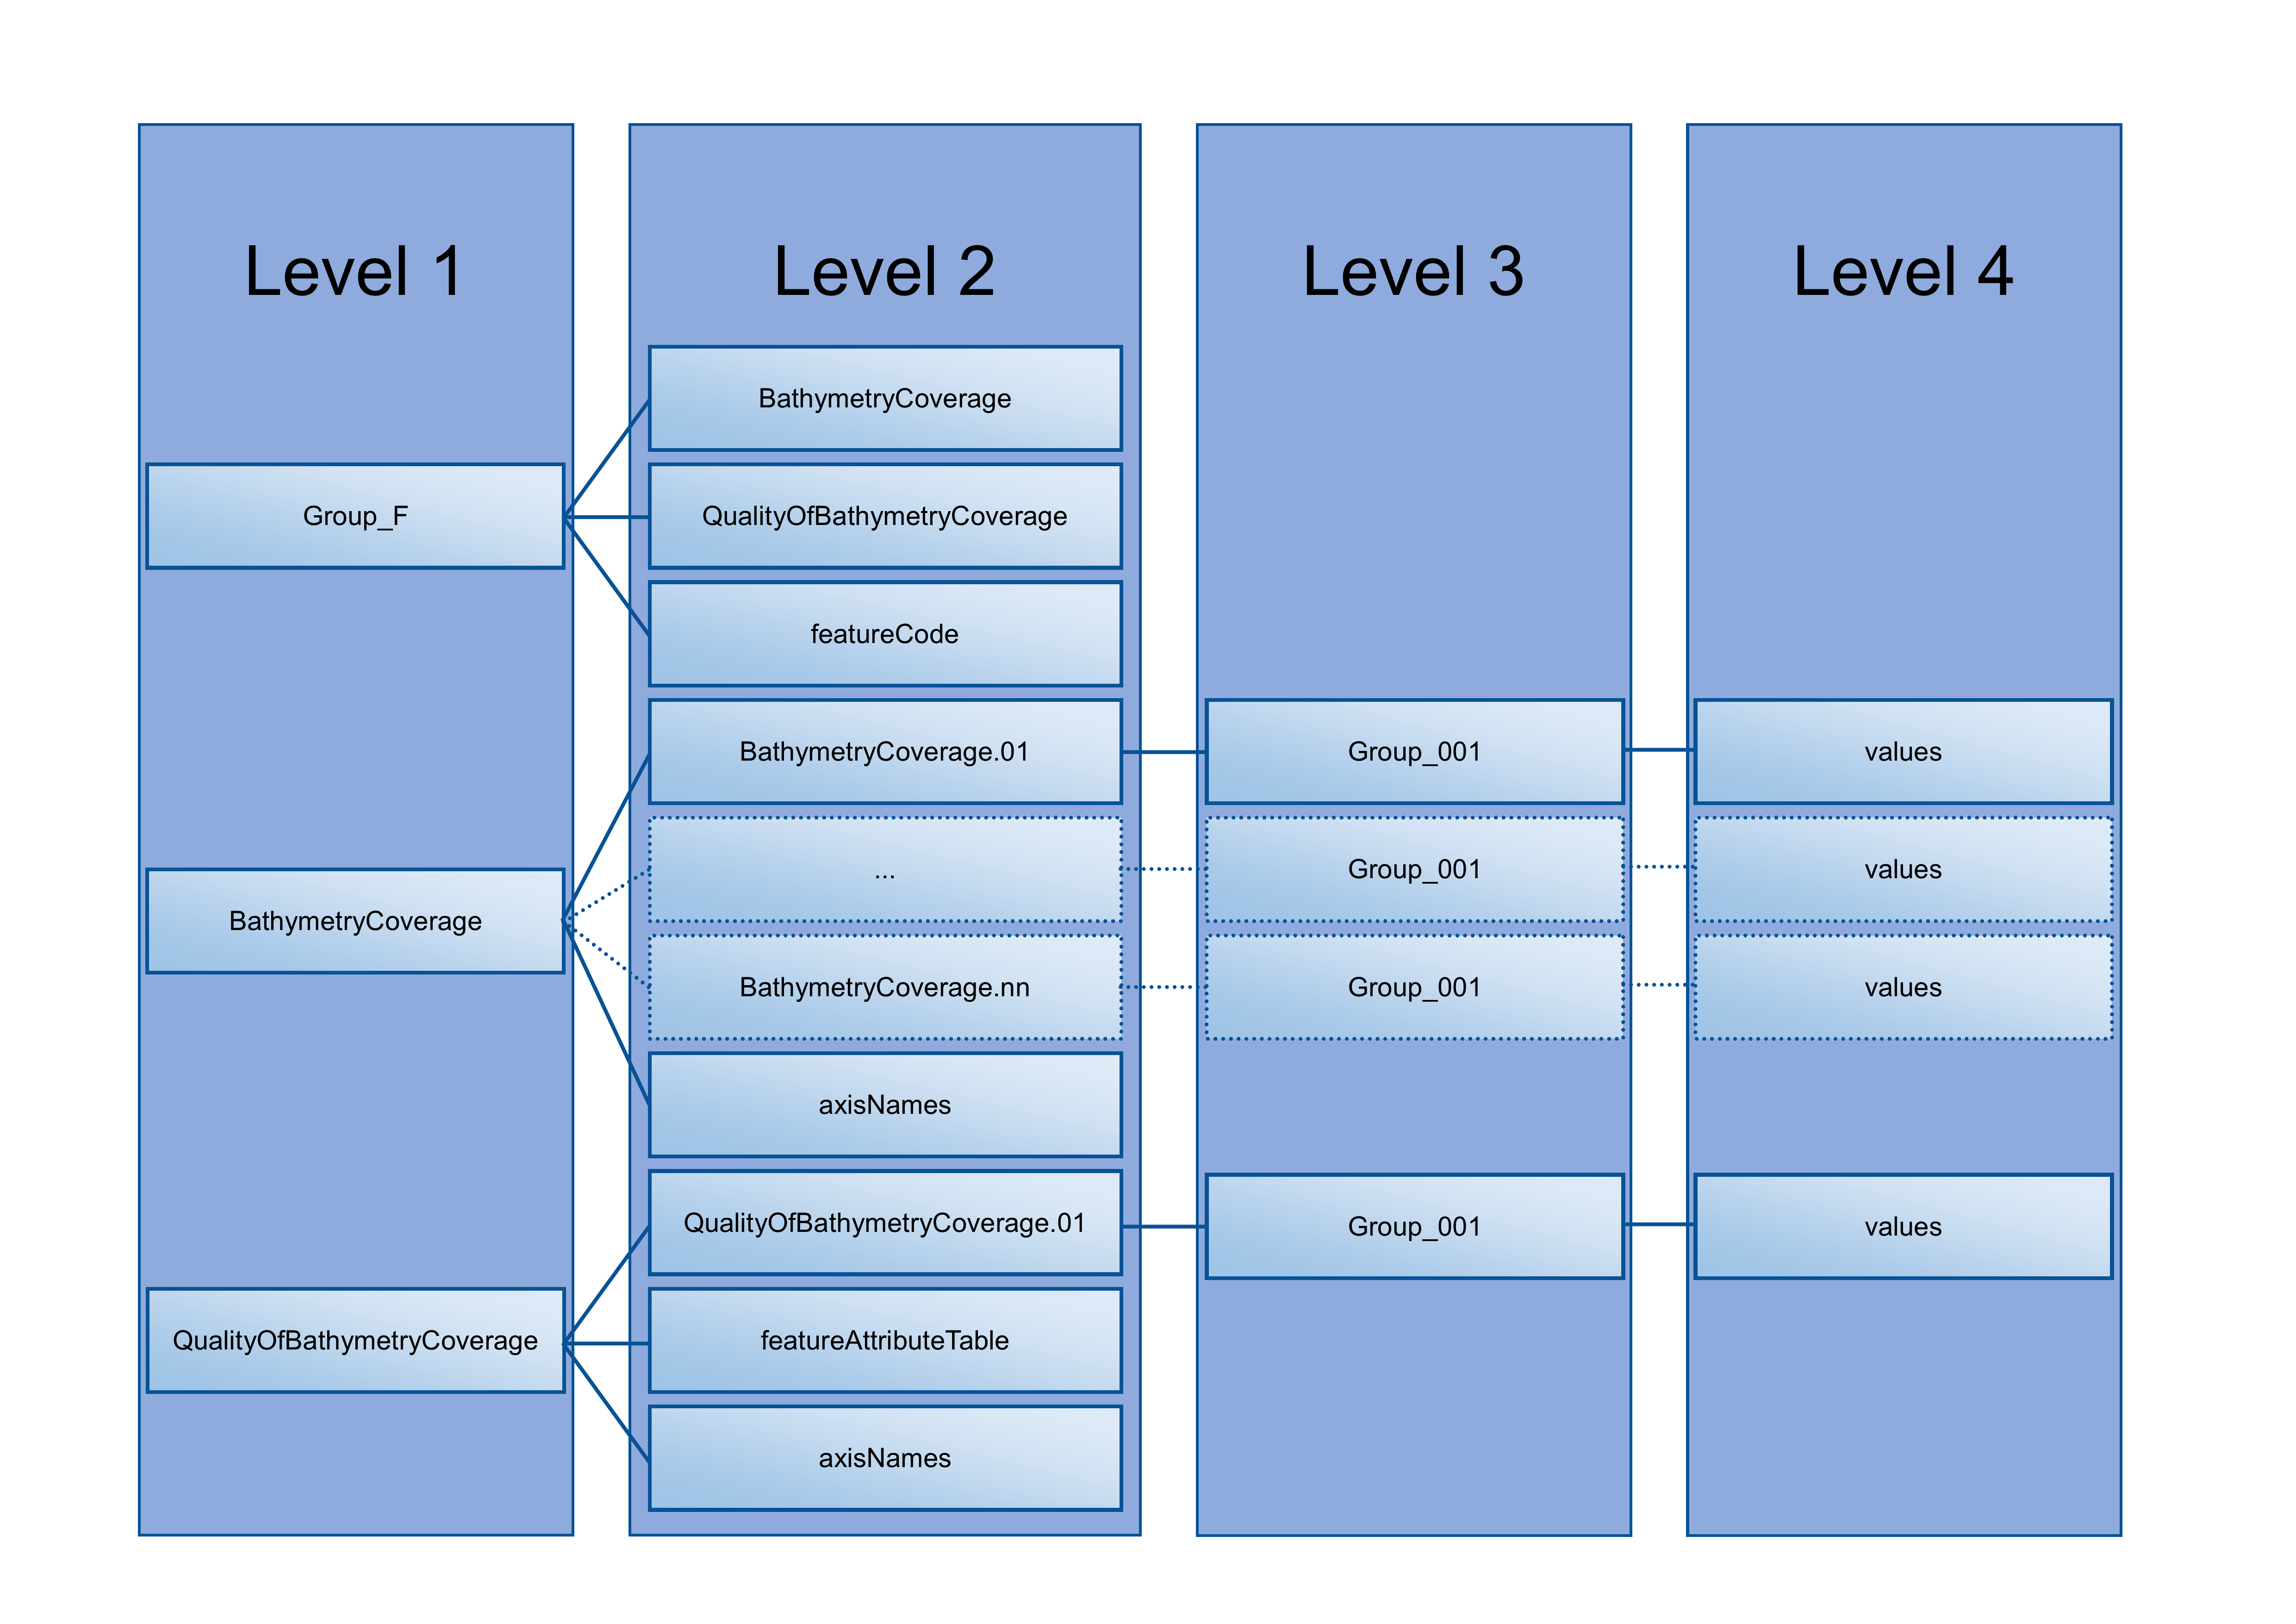 Level 1
Level 2
Level 3
Level 4
BathymetryCoverage
Group_F
QualityOfBathymetryCoverage
featureCode
BathymetryCoverage.01
Group_001
values
...
Group_001
values
BathymetryCoverage
BathymetryCoverage.nn
Group_001
values
axisNames
QualityOfBathymetryCoverage.01
Group_001
values
QualityOfBathymetryCoverage
featureAttributeTable
axisNames